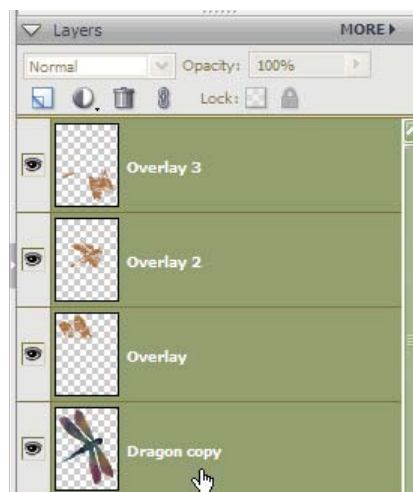 Layers MORE
Normal Opacity: 100%
Lock:
Overlay 3
Overlay 2
Overlay
Dragon copy